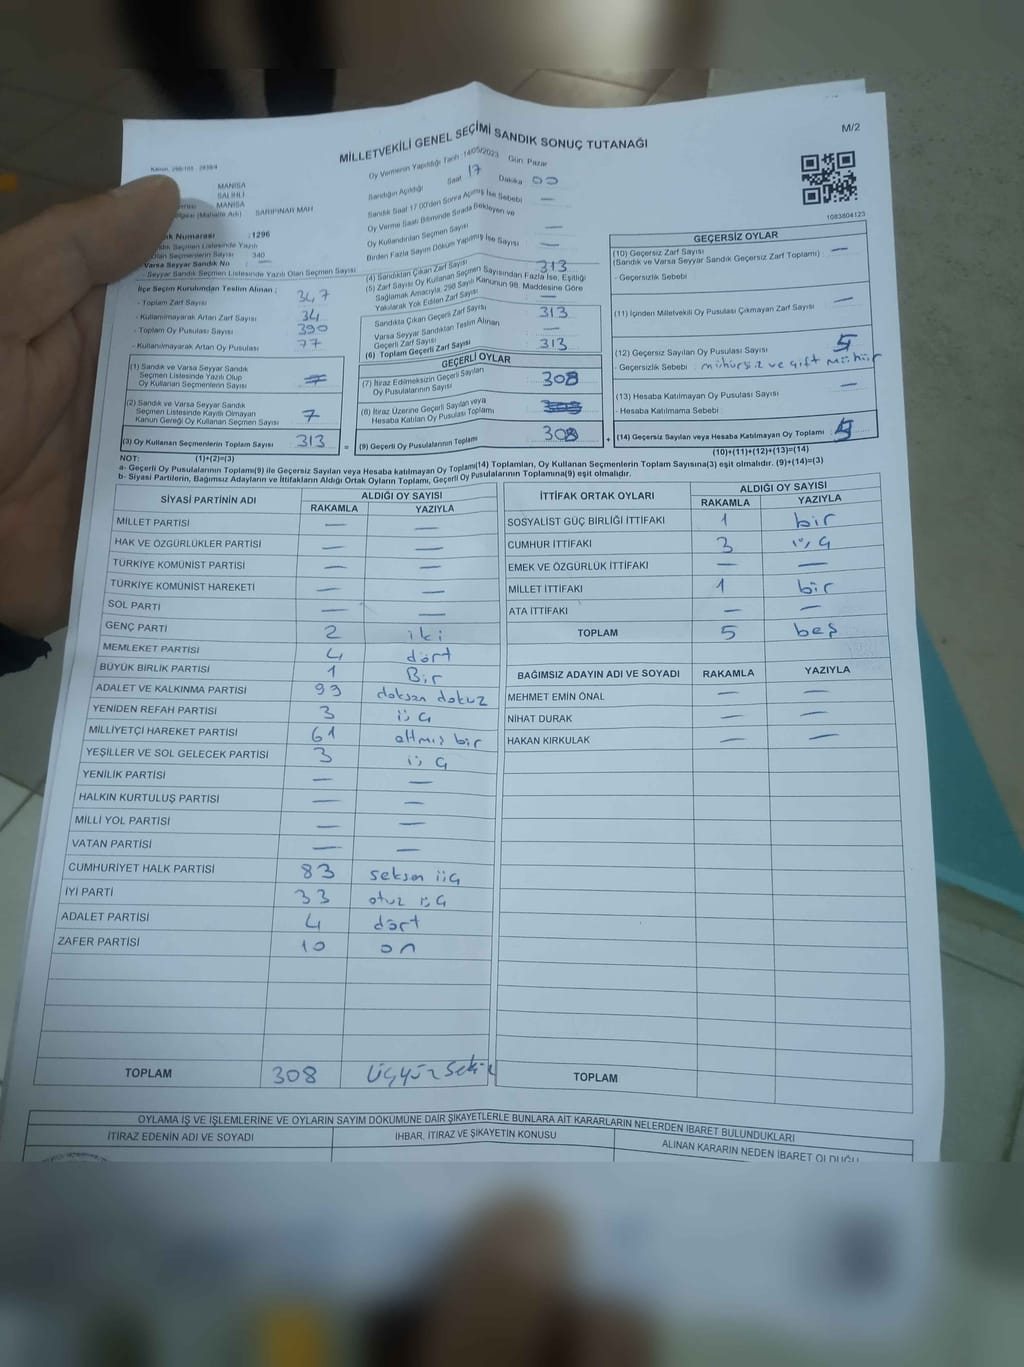 MİLLETVEKİLİ GENEL SEÇİMİ SANDIK SONUÇ TUTANAĞI
M/2
Oy Vermenin Yapıldığı Tarih : 14/05/2023 Gün: Pazar
Sandığın Açıldığı Saat 17 Dakika 00
Sandık Saat 17.00'den Sonra Açılmış İse Sebebi —
Oy Verme Saati Bitiminde Sırada Bekleyen ve
Oy Kullandırılan Seçmen Sayısı —
Birden Fazla Sayım Döküm Yapılmış İse Sayısı —
MANİSA
SALİHLİ
MANİSA
(Mahalle Adı) SARIPINAR MAH
Numarası : 1296
Sandık Seçmen Listesinde Yazılı
Olan Seçmenlerin Sayısı 340
Varsa Seyyar Sandık No : —
Seyyar Sandık Seçmen Listesinde Yazılı Olan Seçmen Sayısı
İlçe Seçim Kurulundan Teslim Alınan ;
- Toplam Zarf Sayısı 347
- Kullanılmayarak Artan Zarf Sayısı 34
- Toplam Oy Pusulası Sayısı 390
- Kullanılmayarak Artan Oy Pusulası 77
(1) Sandık ve Varsa Seyyar Sandık
Seçmen Listesinde Yazılı Olup
Oy Kullanan Seçmenlerin Sayısı
(2) Sandık ve Varsa Seyyar Sandık
Seçmen Listesinde Kayıtlı Olmayan
Kanun Gereği Oy Kullanan Seçmen Sayısı 7
(3) Oy Kullanan Seçmenlerin Toplam Sayısı 313 =
(1)+(2)=(3)
(4) Sandıktan Çıkan Zarf Sayısı 313
(5) Zarf Sayısı Oy Kullanan Seçmen Sayısından Fazla İse, Eşitliği
Sağlamak Amacıyla, 298 Sayılı Kanunun 98. Maddesine Göre
Yakılarak Yok Edilen Zarf Sayısı —
Sandıkta Çıkan Geçerli Zarf Sayısı 313
Varsa Seyyar Sandıktan Teslim Alınan
Geçerli Zarf Sayısı —
(6) Toplam Geçerli Zarf Sayısı 313
GEÇERLİ OYLAR
(7) İtiraz Edilmeksizin Geçerli Sayılan
Oy Pusulalarının Sayısı 308
(8) İtiraz Üzerine Geçerli Sayılan veya
Hesaba Katılan Oy Pusulası Toplamı
(9) Geçerli Oy Pusulalarının Toplamı 308 +
1083804123
GEÇERSİZ OYLAR
(10) Geçersiz Zarf Sayısı
(Sandık ve Varsa Seyyar Sandık Geçersiz Zarf Toplamı) : —
- Geçersizlik Sebebi :
(11) İçinden Milletvekili Oy Pusulası Çıkmayan Zarf Sayısı —
(12) Geçersiz Sayılan Oy Pusulası Sayısı 5
- Geçersizlik Sebebi : mühürsüz ve çift mühür
(13) Hesaba Katılmayan Oy Pusulası Sayısı —
- Hesaba Katılmama Sebebi :
(14) Geçersiz Sayılan veya Hesaba Katılmayan Oy Toplamı : 5
(10)+(11)+(12)+(13)=(14)
NOT:
a- Geçerli Oy Pusulalarının Toplamı(9) ile Geçersiz Sayılan veya Hesaba katılmayan Oy Toplamı(14) Toplamları, Oy Kullanan Seçmenlerin Toplam Sayısına(3) eşit olmalıdır. (9)+(14)=(3)
b- Siyasi Partilerin, Bağımsız Adayların ve İttifakların Aldığı Ortak Oyların Toplamı, Geçerli Oy Pusulalarının Toplamına(9) eşit olmalıdır.
SİYASİ PARTİNİN ADI ALDIĞI OY SAYISI
RAKAMLA YAZIYLA
MİLLET PARTİSİ — —
HAK VE ÖZGÜRLÜKLER PARTİSİ — —
TÜRKİYE KOMÜNİST PARTİSİ — —
TÜRKİYE KOMÜNİST HAREKETİ — —
SOL PARTİ — —
GENÇ PARTİ 2 iki
MEMLEKET PARTİSİ 4 dört
BÜYÜK BİRLİK PARTİSİ 1 Bir
ADALET VE KALKINMA PARTİSİ 99 doksan dokuz
YENİDEN REFAH PARTİSİ 3 üç
MİLLİYETÇİ HAREKET PARTİSİ 61 altmış bir
YEŞİLLER VE SOL GELECEK PARTİSİ 3 üç
YENİLİK PARTİSİ — —
HALKIN KURTULUŞ PARTİSİ — —
MİLLİ YOL PARTİSİ — —
VATAN PARTİSİ — —
CUMHURİYET HALK PARTİSİ 83 seksen üç
İYİ PARTİ 33 otuz üç
ADALET PARTİSİ 4 dört
ZAFER PARTİSİ 10 on
TOPLAM 308 üçyüz seki
İTTİFAK ORTAK OYLARI ALDIĞI OY SAYISI
RAKAMLA YAZIYLA
SOSYALİST GÜÇ BİRLİĞİ İTTİFAKI 1 bir
CUMHUR İTTİFAKI 3 üç
EMEK VE ÖZGÜRLÜK İTTİFAKI — —
MİLLET İTTİFAKI 1 bir
ATA İTTİFAKI — —
TOPLAM 5 beş
BAĞIMSIZ ADAYIN ADI VE SOYADI RAKAMLA YAZIYLA
MEHMET EMİN ÖNAL — —
NİHAT DURAK — —
HAKAN KIRKULAK — —
TOPLAM
OYLAMA İŞ VE İŞLEMLERİNE VE OYLARIN SAYIM DÖKÜMÜNE DAİR ŞİKAYETLERLE BUNLARA AİT KARARLARIN NELERDEN İBARET BULUNDUKLARI
İTİRAZ EDENİN ADI VE SOYADI İHBAR, İTİRAZ VE ŞİKAYETİN KONUSU ALINAN KARARIN NEDEN İBARET OLDUĞU